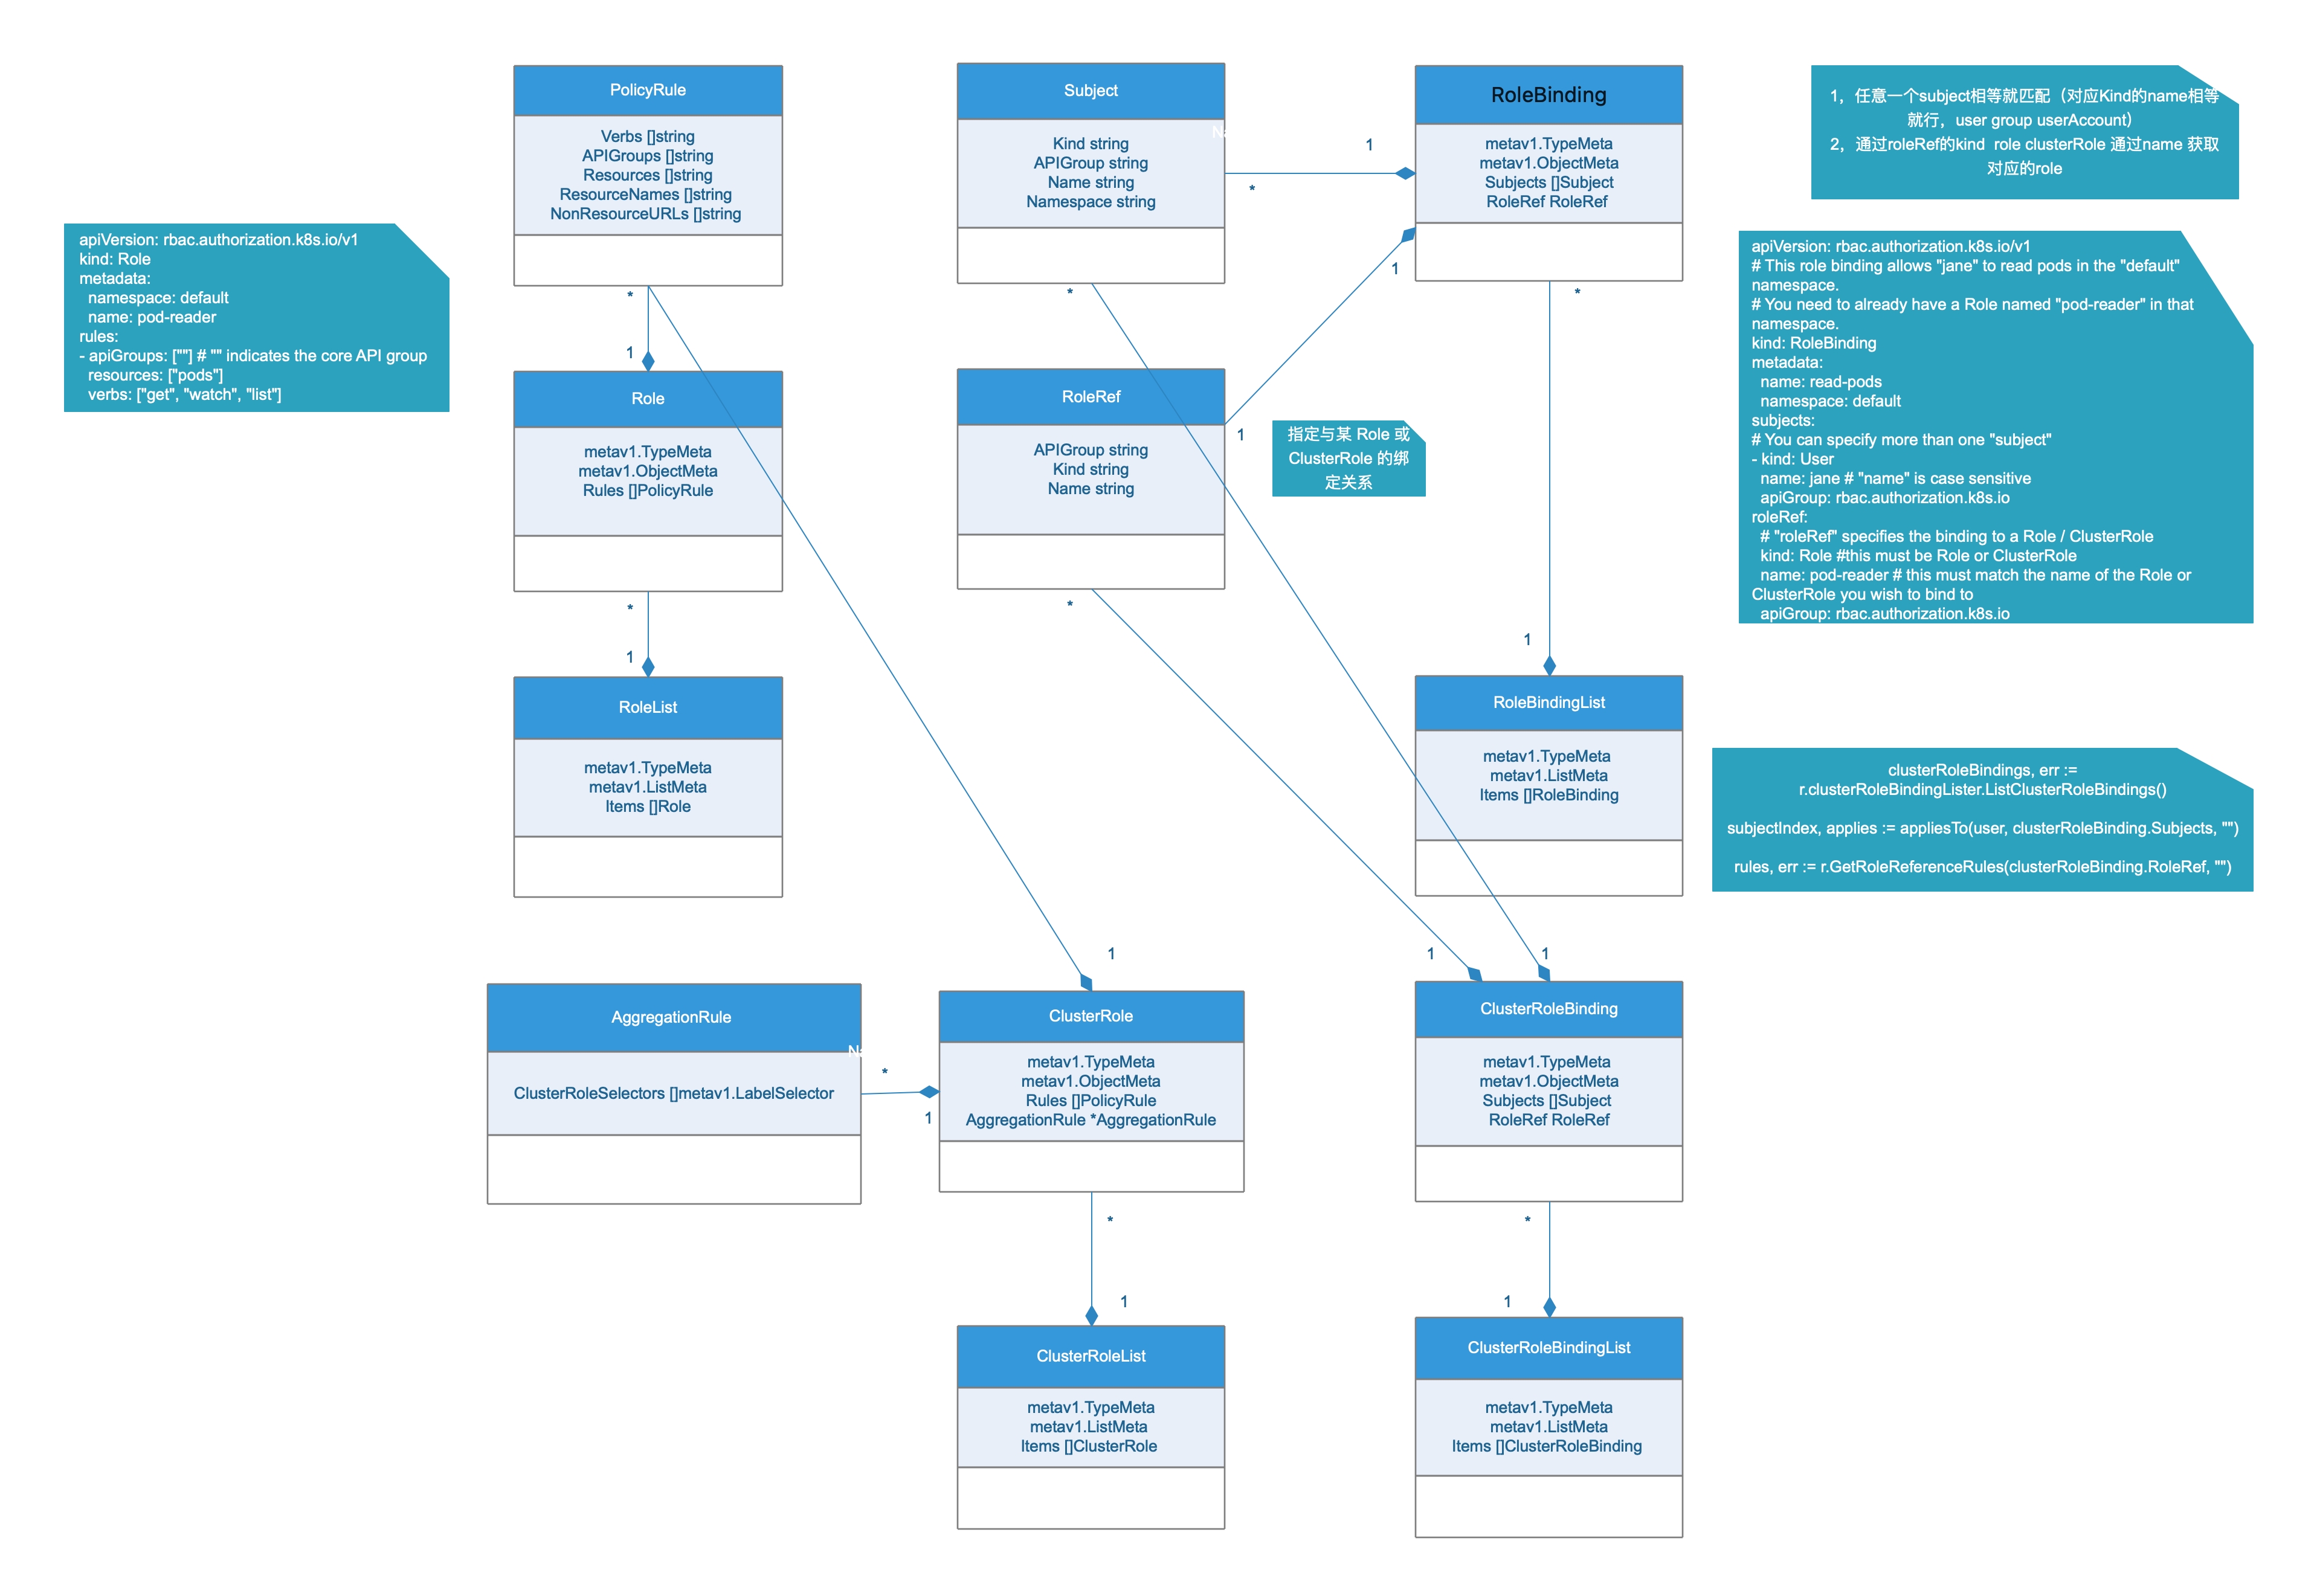 PolicyRule
Verbs []string
APIGroups []string
Resources []string
ResourceNames []string
NonResourceURLs []string
*
1
Subject
Kind string
APIGroup string
Name string
Namespace string
*
*
1
RoleBinding
metav1.TypeMeta
metav1.ObjectMeta
Subjects []Subject
RoleRef RoleRef
1
*
1，任意一个subject相等就匹配（对应Kind的name相等
就行，user group userAccount）
2，通过roleRef的kind role clusterRole 通过name 获取
对应的role
apiVersion: rbac.authorization.k8s.io/v1
kind: Role
metadata:
namespace: default
name: pod-reader
rules:
- apiGroups: [""] # "" indicates the core API group
resources: ["pods"]
verbs: ["get", "watch", "list"]
apiVersion: rbac.authorization.k8s.io/v1
# This role binding allows "jane" to read pods in the "default"
namespace.
# You need to already have a Role named "pod-reader" in that
namespace.
kind: RoleBinding
metadata:
name: read-pods
namespace: default
subjects:
# You can specify more than one "subject"
- kind: User
name: jane # "name" is case sensitive
apiGroup: rbac.authorization.k8s.io
roleRef:
# "roleRef" specifies the binding to a Role / ClusterRole
kind: Role #this must be Role or ClusterRole
name: pod-reader # this must match the name of the Role or
ClusterRole you wish to bind to
apiGroup: rbac.authorization.k8s.io
Role
metav1.TypeMeta
metav1.ObjectMeta
Rules []PolicyRule
*
1
RoleRef
APIGroup string
Kind string
Name string
1
*
指定与某 Role 或
ClusterRole 的绑
定关系
RoleList
metav1.TypeMeta
metav1.ListMeta
Items []Role
1
RoleBindingList
metav1.TypeMeta
metav1.ListMeta
Items []RoleBinding
clusterRoleBindings, err :=
r.clusterRoleBindingLister.ListClusterRoleBindings()
subjectIndex, applies := appliesTo(user, clusterRoleBinding.Subjects, "")
rules, err := r.GetRoleReferenceRules(clusterRoleBinding.RoleRef, "")
AggregationRule
ClusterRoleSelectors []metav1.LabelSelector
*
1
1
ClusterRole
metav1.TypeMeta
metav1.ObjectMeta
Rules []PolicyRule
AggregationRule *AggregationRule
*
1
1
1
ClusterRoleBinding
metav1.TypeMeta
metav1.ObjectMeta
Subjects []Subject
RoleRef RoleRef
*
1
ClusterRoleList
metav1.TypeMeta
metav1.ListMeta
Items []ClusterRole
1
ClusterRoleBindingList
metav1.TypeMeta
metav1.ListMeta
Items []ClusterRoleBinding